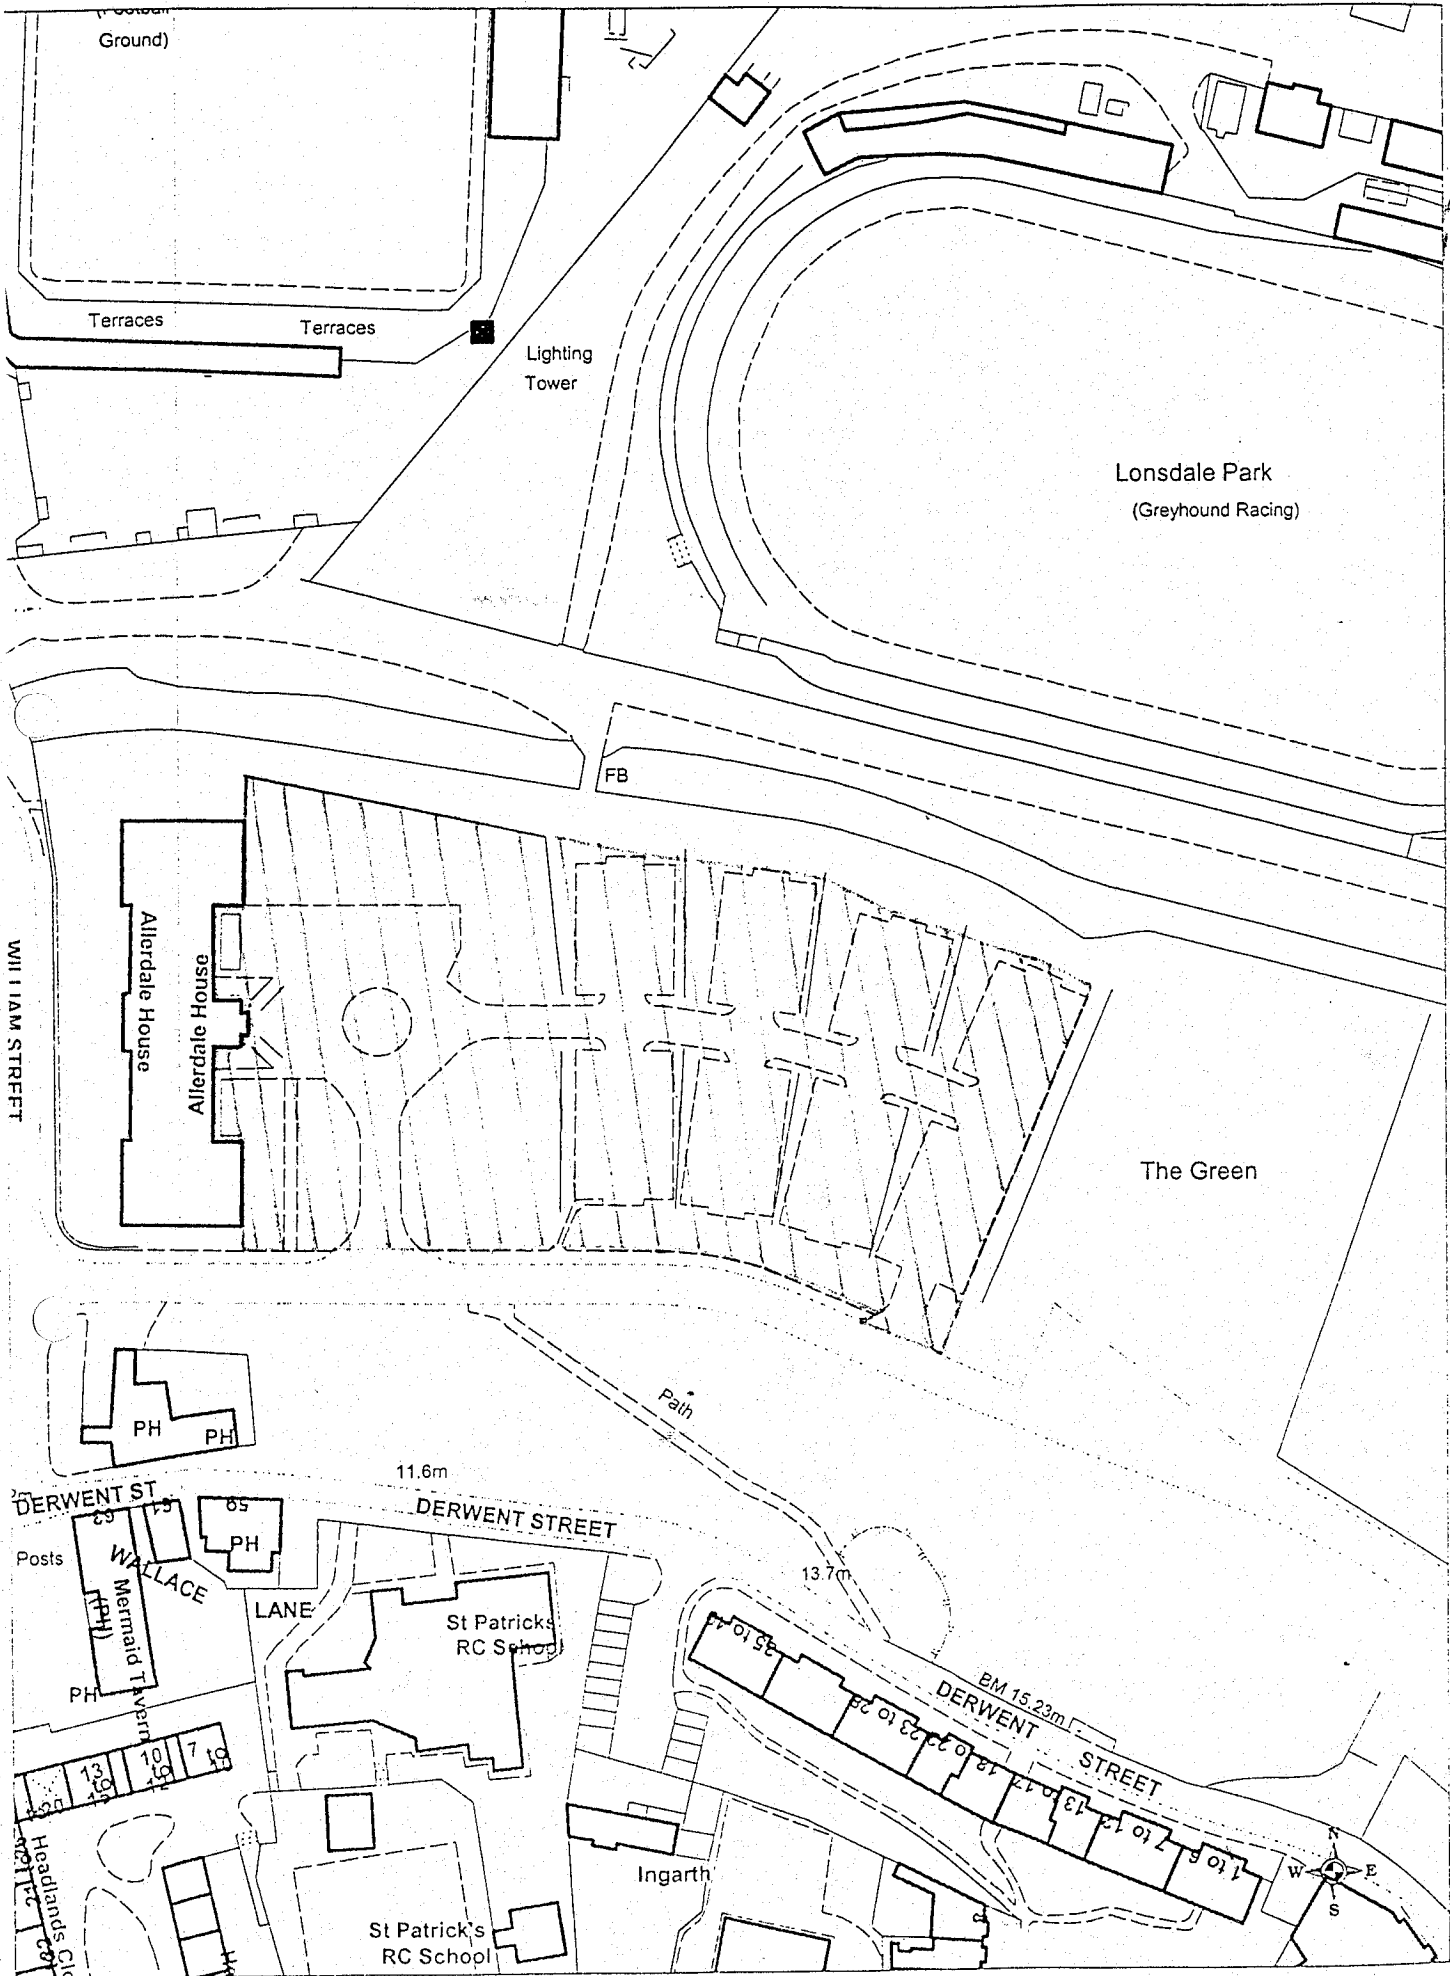 Ground)
Terraces
Terraces
Lighting
Tower
Lonsdale Park
(Greyhound Racing)
FB
Allerdale House
Allerdale House
WILLIAM STREET
The Green
Path
PH
PH
11.6m
DERWENT ST
DERWENT STREET
63
61
59
PH
Posts
WALLACE
LANE
Mermaid Tavern
(PH)
PH
St Patricks
RC School
13.7m
BM 15.23m
DERWENT
STREET
23 to 28
18 to 22
13 to 17
7 to 12
1 to 6
13
10
7
Ingarth
St Patrick's
RC School
N
W
E
S